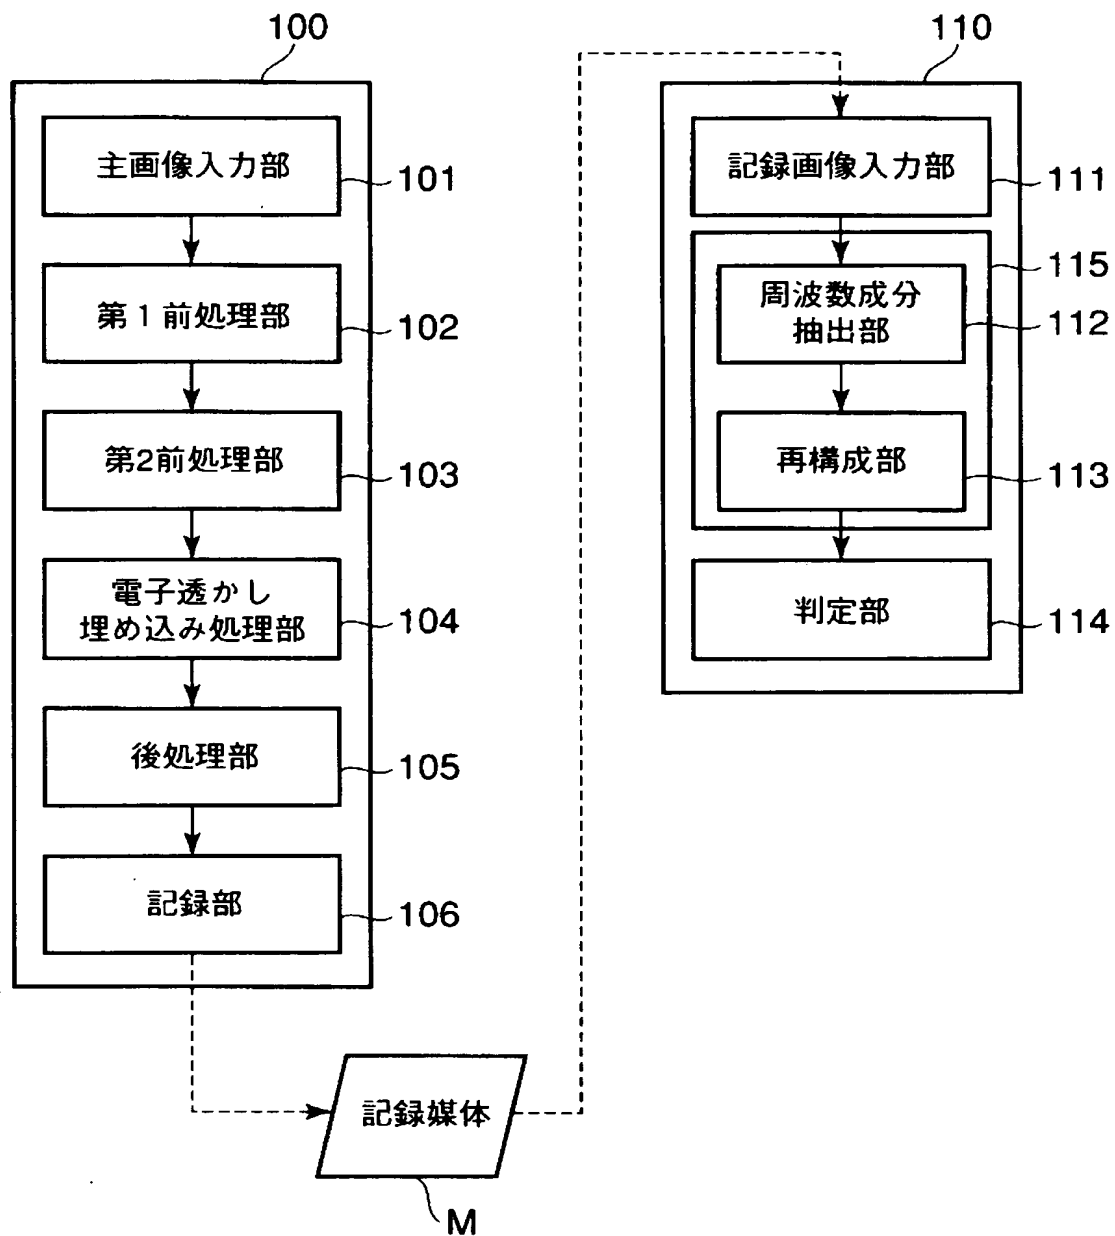 100
主画像入力部
101
第1前処理部
102
第2前処理部
103
電子透かし
埋め込み処理部
104
後処理部
105
記録部
106
記録媒体
M
110
記録画像入力部
111
115
周波数成分
抽出部
112
再構成部
113
判定部
114